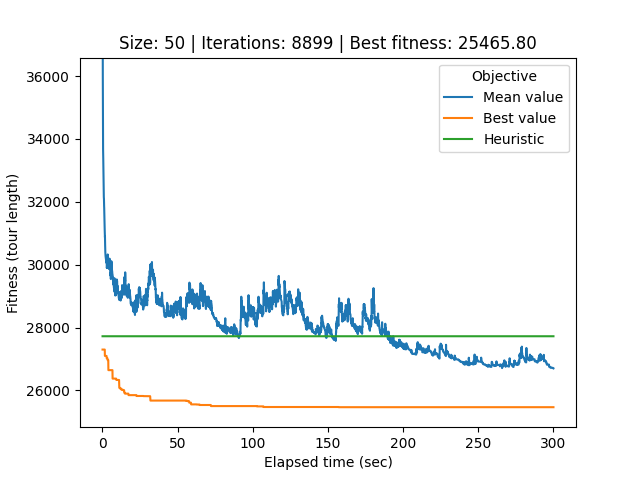 Size: 50 | Iterations: 8899 | Best fitness: 25465.80
Objective
Mean value
Best value
Heuristic
Fitness (tour length)
36000
34000
32000
30000
28000
26000
0
50
100
150
200
250
300
Elapsed time (sec)